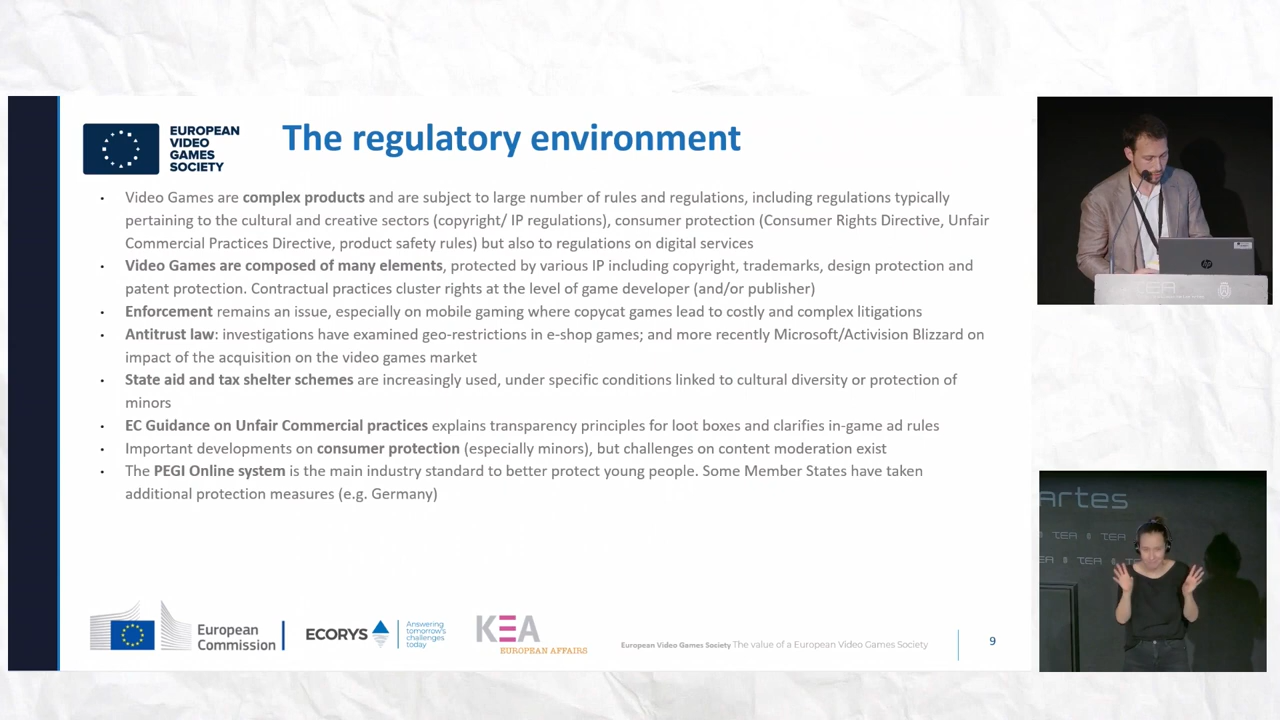 EUROPEAN
VIDEO
GAMES
SOCIETY
The regulatory environment
• Video Games are complex products and are subject to large number of rules and regulations, including regulations typically
pertaining to the cultural and creative sectors (copyright/ IP regulations), consumer protection (Consumer Rights Directive, Unfair
Commercial Practices Directive, product safety rules) but also to regulations on digital services
• Video Games are composed of many elements, protected by various IP including copyright, trademarks, design protection and
patent protection. Contractual practices cluster rights at the level of game developer (and/or publisher)
• Enforcement remains an issue, especially on mobile gaming where copycat games lead to costly and complex litigations
• Antitrust law: investigations have examined geo-restrictions in e-shop games; and more recently Microsoft/Activision Blizzard on
impact of the acquisition on the video games market
• State aid and tax shelter schemes are increasingly used, under specific conditions linked to cultural diversity or protection of
minors
• EC Guidance on Unfair Commercial practices explains transparency principles for loot boxes and clarifies in-game ad rules
• Important developments on consumer protection (especially minors), but challenges on content moderation exist
• The PEGI Online system is the main industry standard to better protect young people. Some Member States have taken
additional protection measures (e.g. Germany)
European
Commission
ECORYS
Answering
tomorrow's
challenges
today
KEA
EUROPEAN AFFAIRS
European Video Games Society The value of a European Video Games Society
9
hp
TEA
artes
TEA TEA
TEA TEA